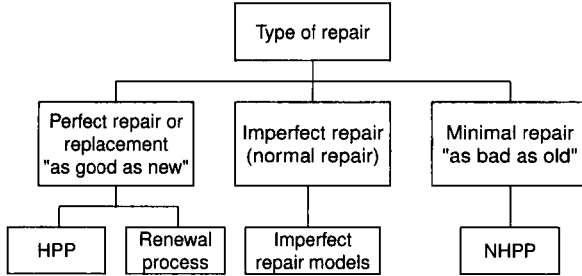 Type of repair
Perfect repair or
replacement
"as good as new"
Imperfect repair
(normal repair)
Minimal repair
"as bad as old"
HPP
Renewal
process
Imperfect
repair models
NHPP